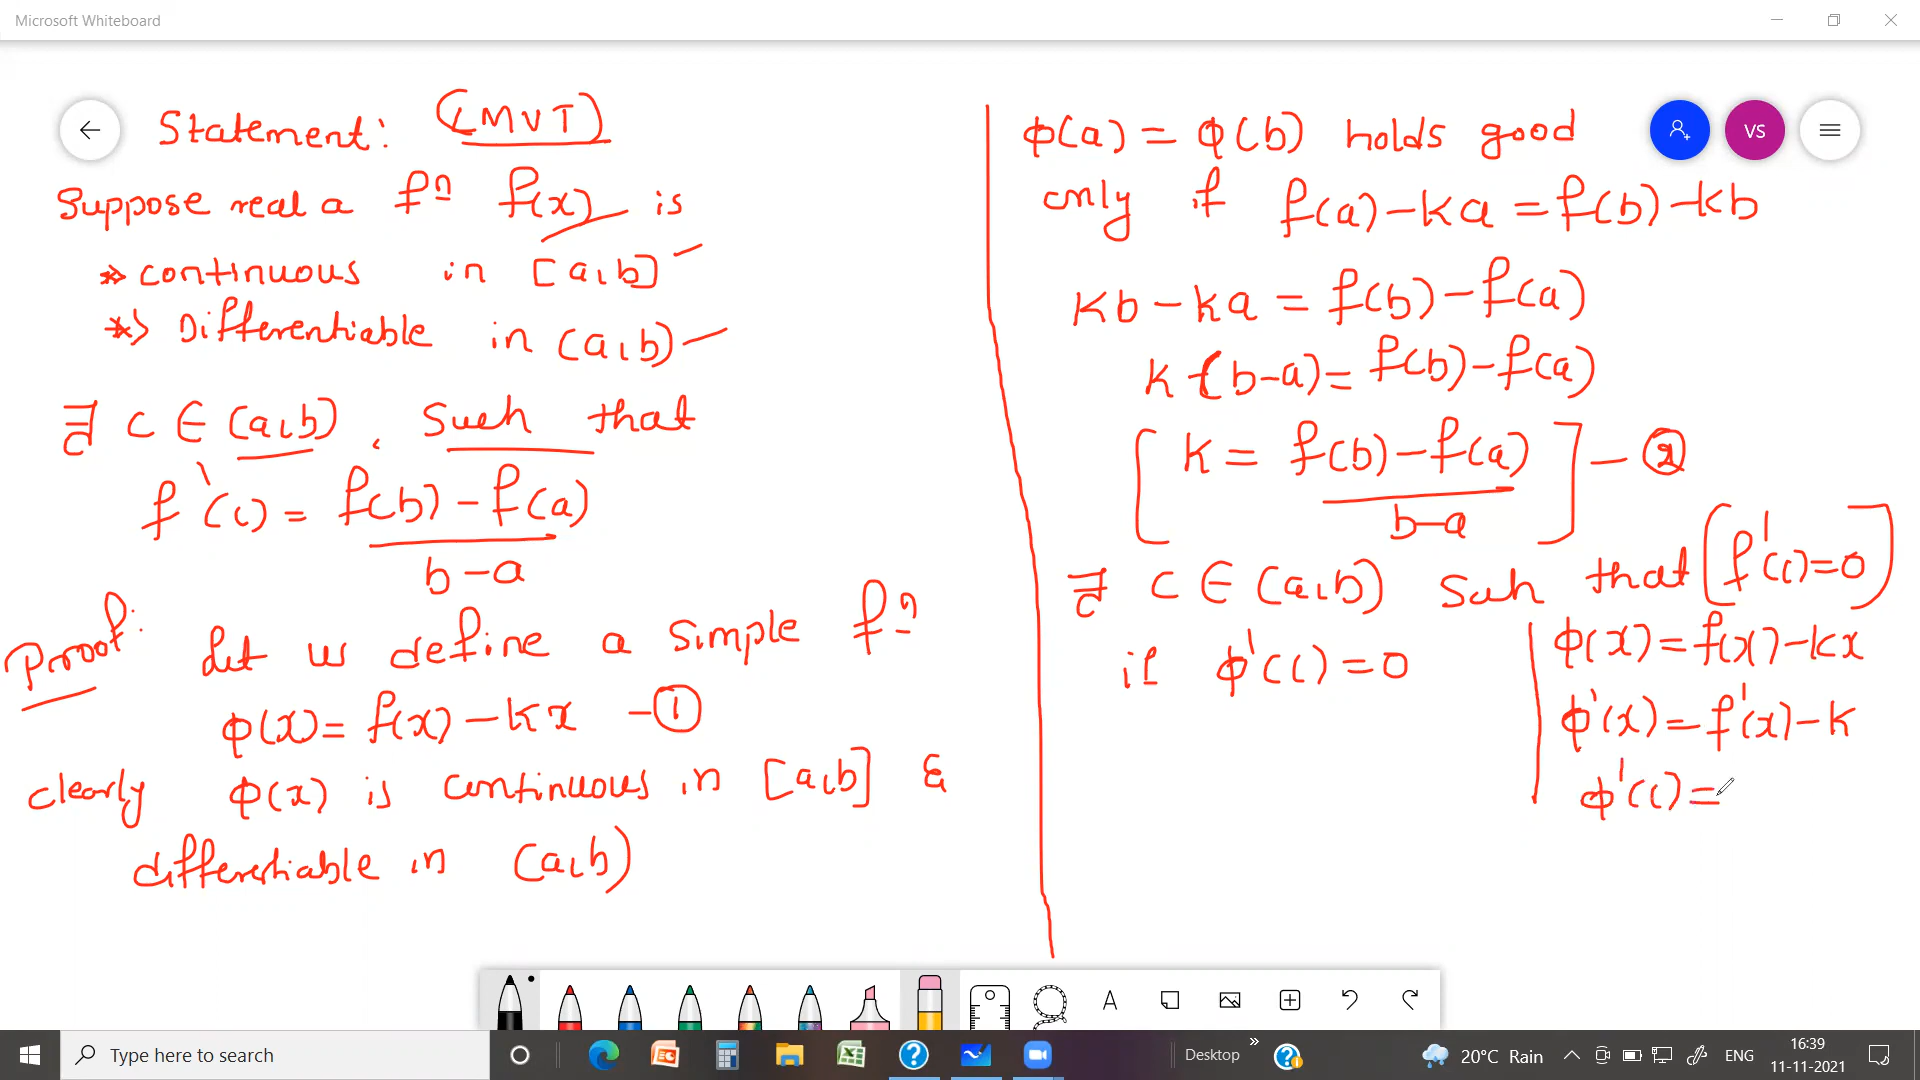 Microsoft Whiteboard
Statement: (LMVT)
Suppose real a fn f(x) is
* continuous in [a,b]
*) Differentiable in (a,b)
∃ c ∈ (a,b), such that
f'(c) = f(b) - f(a)
b - a
Proof: Let us define a simple fn
φ(x) = f(x) - kx - ①
clearly φ(x) is continuous in [a,b] &
differentiable in (a,b)
φ(a) = φ(b) holds good
only if f(a) - ka = f(b) - kb
kb - ka = f(b) - f(a)
k (b-a) = f(b) - f(a)
[k = f(b) - f(a)] - ②
b-a
∃ c ∈ (a,b) such that (f'(c) = 0)
if φ'(c) = 0
φ(x) = f(x) - kx
φ'(x) = f'(x) - k
φ'(c) =
VS
A
Type here to search
Desktop
»
20°C Rain
ENG
16:39
11-11-2021